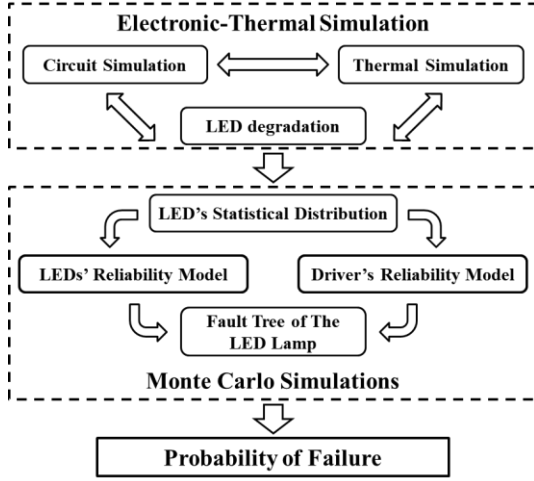 Electronic-Thermal Simulation
Circuit Simulation
Thermal Simulation
LED degradation
LED's Statistical Distribution
LEDs' Reliability Model
Driver's Reliability Model
Fault Tree of The
LED Lamp
Monte Carlo Simulations
Probability of Failure